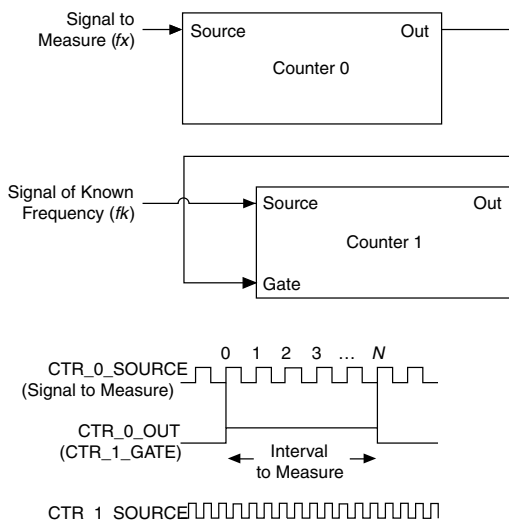 Signal to
Measure (fx)
Source
Out
Counter 0
Signal of Known
Frequency (fk)
Source
Out
Counter 1
Gate
0 1 2 3 … N
CTR_0_SOURCE
(Signal to Measure)
CTR_0_OUT
(CTR_1_GATE)
Interval
to Measure
CTR_1_SOURCE